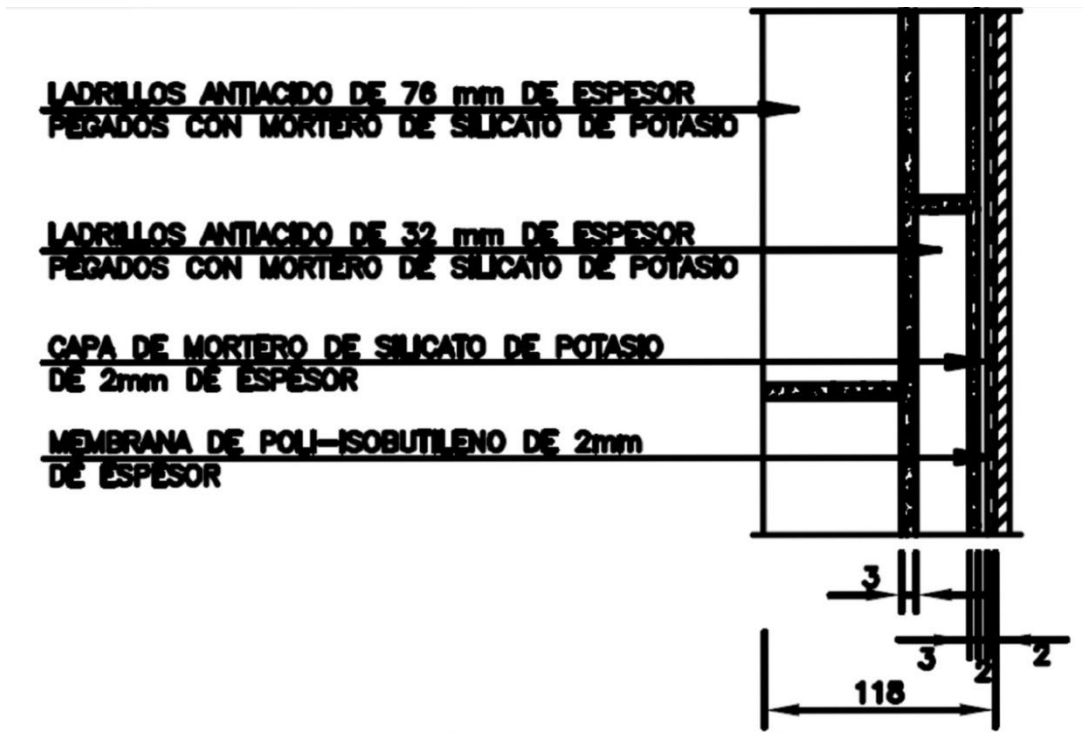 LADRILLOS ANTIACIDO DE 76 mm DE ESPESOR
PEGADOS CON MORTERO DE SILICATO DE POTASIO
LADRILLOS ANTIACIDO DE 32 mm DE ESPESOR
PEGADOS CON MORTERO DE SILICATO DE POTASIO
CAPA DE MORTERO DE SILICATO DE POTASIO
DE 2mm DE ESPESOR
MEMBRANA DE POLI-ISOBUTILENO DE 2mm
DE ESPESOR
3
3 2 2
118